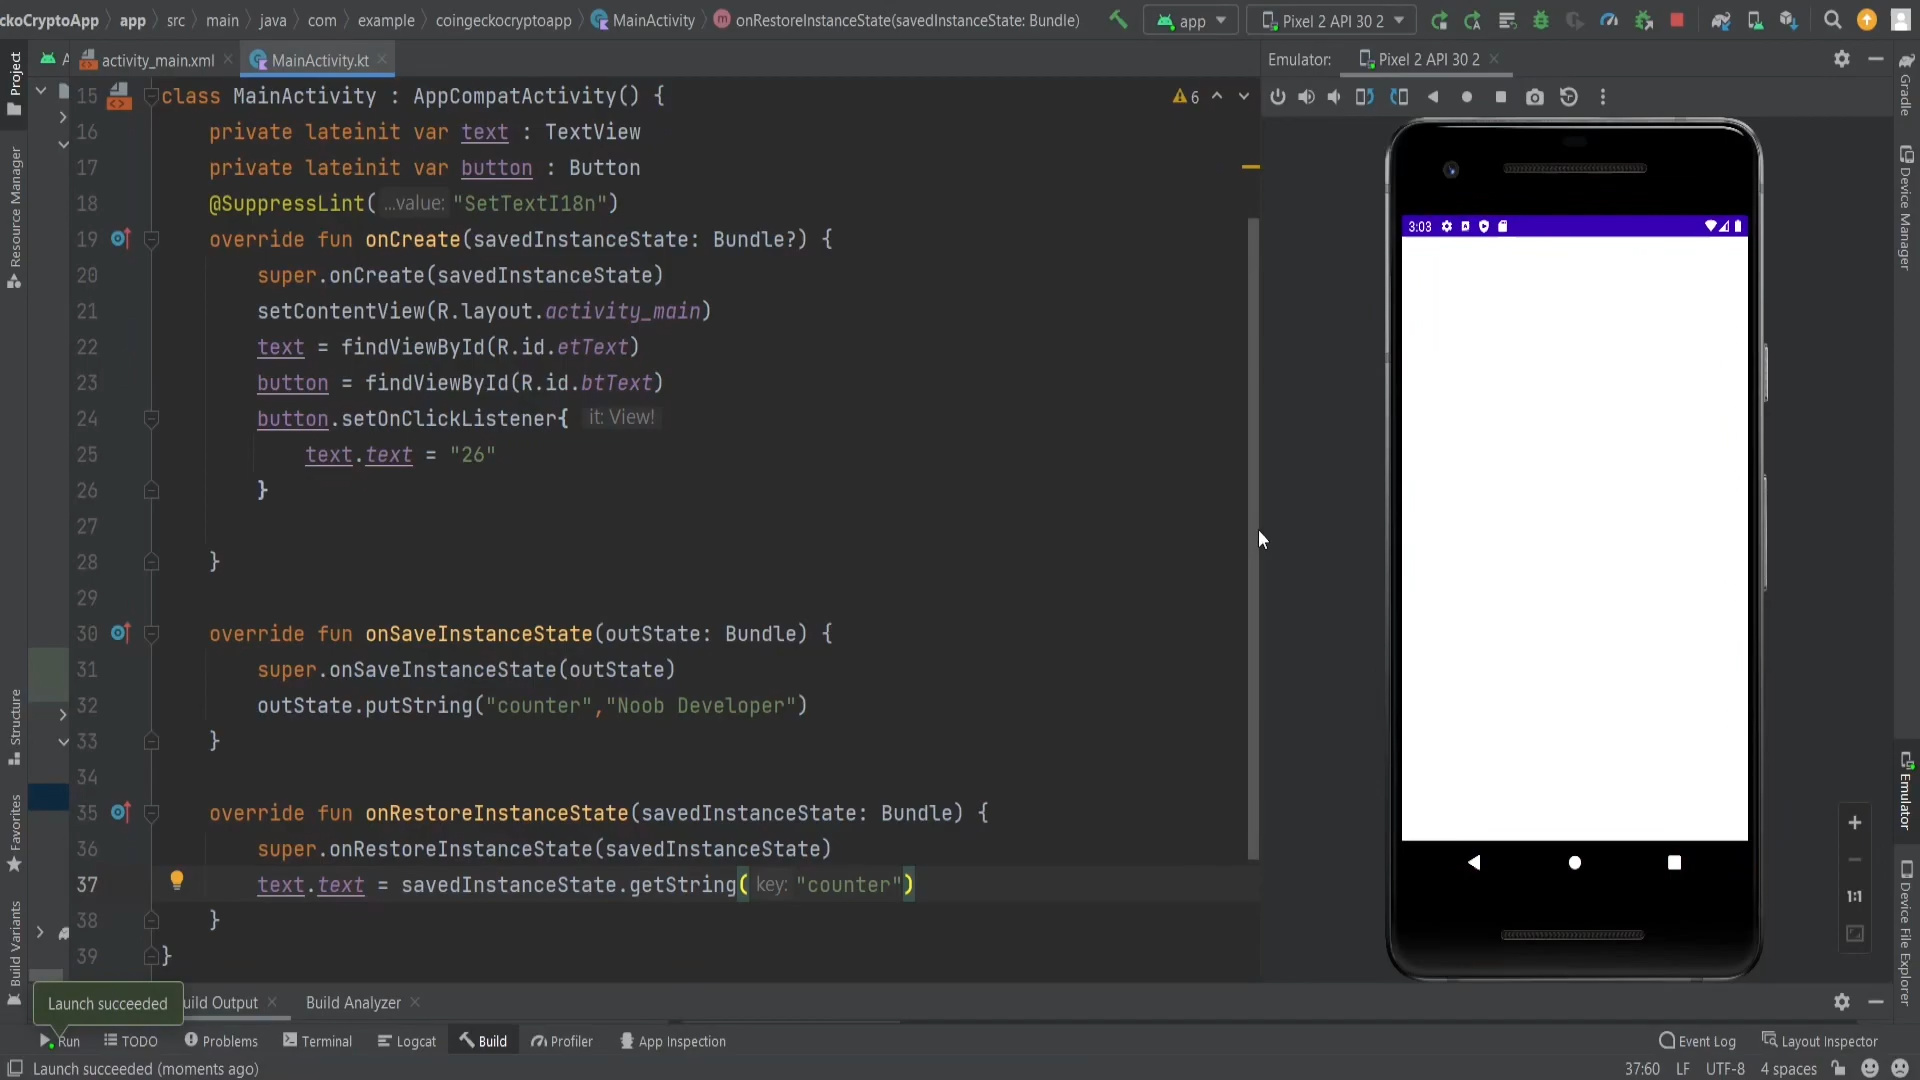 ckoCryptoApp app src main java com example coingeckocryptoapp MainActivity onRestoreInstanceState(savedInstanceState: Bundle) app Pixel 2 API 30 2
Project A activity_main.xml MainActivity.kt Emulator: Pixel 2 API 30 2
15 class MainActivity : AppCompatActivity() { 6
16 private lateinit var text : TextView
17 private lateinit var button : Button
18 @SuppressLint( ...value: "SetTextI18n")
19 override fun onCreate(savedInstanceState: Bundle?) {
20 super.onCreate(savedInstanceState)
21 setContentView(R.layout.activity_main)
22 text = findViewById(R.id.etText)
23 button = findViewById(R.id.btText)
24 button.setOnClickListener{ it: View!
25 text.text = "26"
26 }
27
28 }
29
30 override fun onSaveInstanceState(outState: Bundle) {
31 super.onSaveInstanceState(outState)
32 outState.putString("counter","Noob Developer")
33 }
34
35 override fun onRestoreInstanceState(savedInstanceState: Bundle) {
36 super.onRestoreInstanceState(savedInstanceState)
37 text.text = savedInstanceState.getString( key: "counter")
38 }
39 }
3:03
Resource Manager
Structure
Favorites
Build Variants
Gradle
Device Manager
Emulator
Device File Explorer
1:1
Launch succeeded uild Output Build Analyzer
Run TODO Problems Terminal Logcat Build Profiler App Inspection Event Log Layout Inspector
Launch succeeded (moments ago) 37:60 LF UTF-8 4 spaces